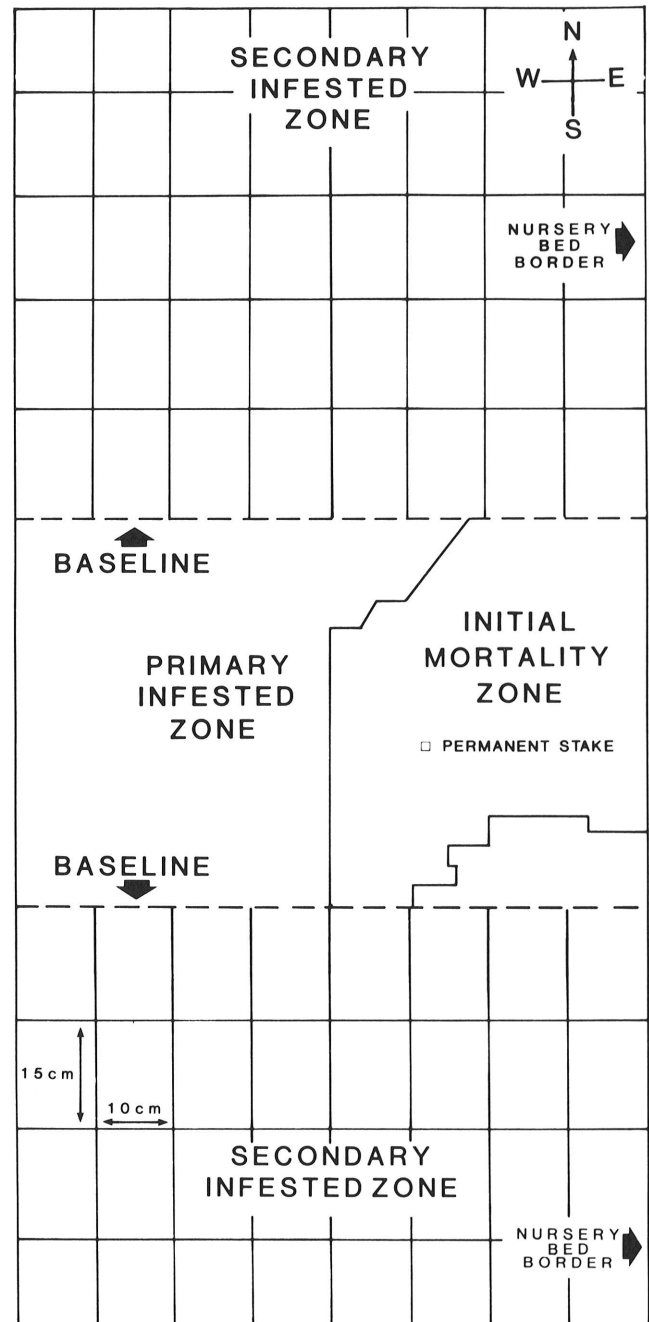 SECONDARY
INFESTED
ZONE
N
W E
S
NURSERY
BED
BORDER
BASELINE
PRIMARY
INFESTED
ZONE
INITIAL
MORTALITY
ZONE
PERMANENT STAKE
BASELINE
15cm
10cm
SECONDARY
INFESTED ZONE
NURSERY
BED
BORDER